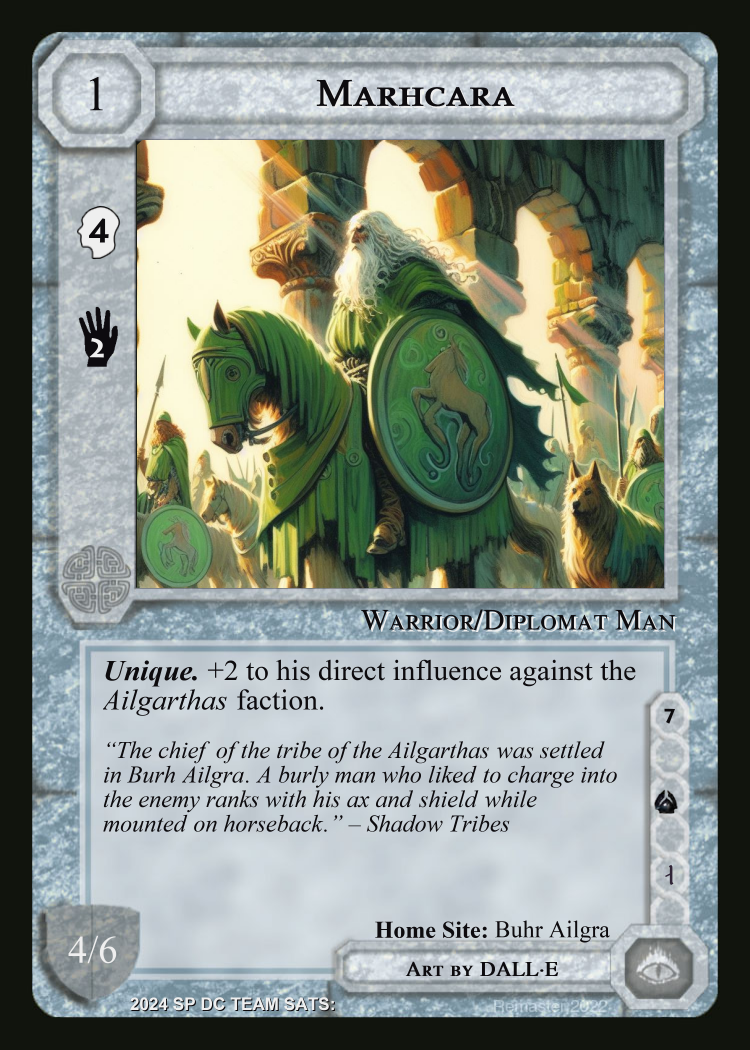 1
Marhcara
4
2
Warrior/Diplomat Man
Unique. +2 to his direct influence against the
Ailgarthas faction.
“The chief of the tribe of the Ailgarthas was settled
in Burh Ailgra. A burly man who liked to charge into
the enemy ranks with his ax and shield while
mounted on horseback.” – Shadow Tribes
7
Home Site: Buhr Ailgra
4/6
Art by DALL·E
2024 SP DC TEAM SATS:
Remaster 2022